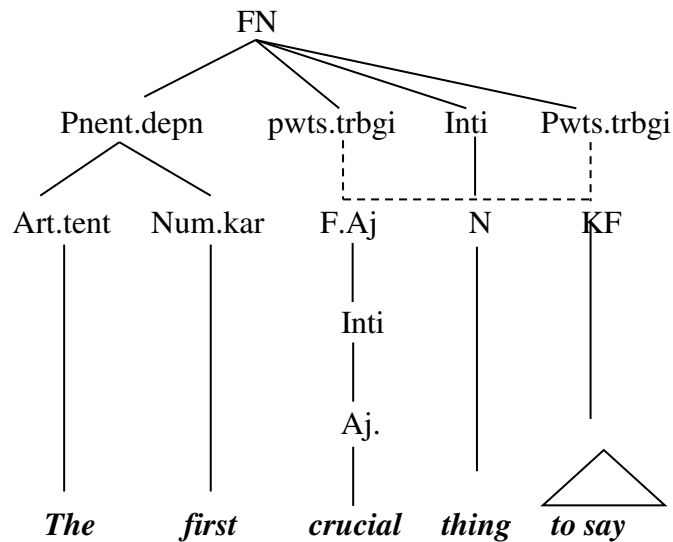 FN
Pnent.depn pwts.trbgi Inti Pwts.trbgi
Art.tent Num.kar F.Aj N KF
Inti
Aj.
The first crucial thing to say